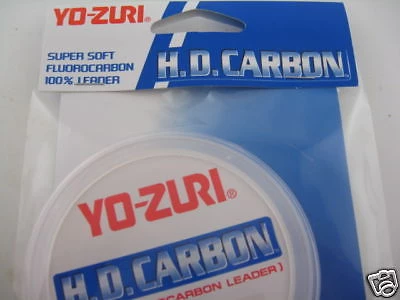 YO-ZURI®
SUPER SOFT
FLUOROCARBON
100% LEADER
H.D. CARBON
YO-ZURI®
H.D. CARBON
CARBON LEADER)